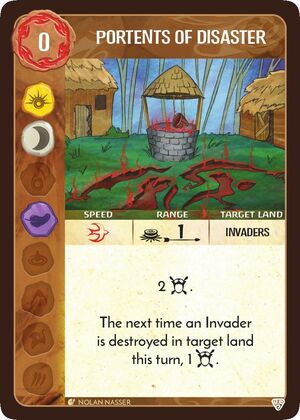 0
PORTENTS OF DISASTER
SPEED RANGE TARGET LAND
1 INVADERS
2 .
The next time an Invader
is destroyed in target land
this turn, 1 .
NOLAN NASSER